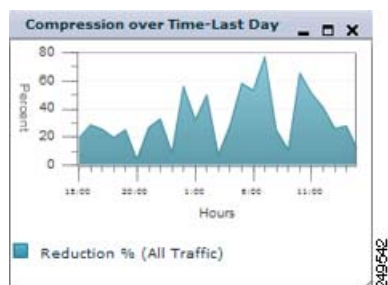 Compression over Time-Last Day
80
60
40
20
0
Percent
15:00 20:00 1:00 6:00 11:00
Hours
Reduction % (All Traffic)
249542